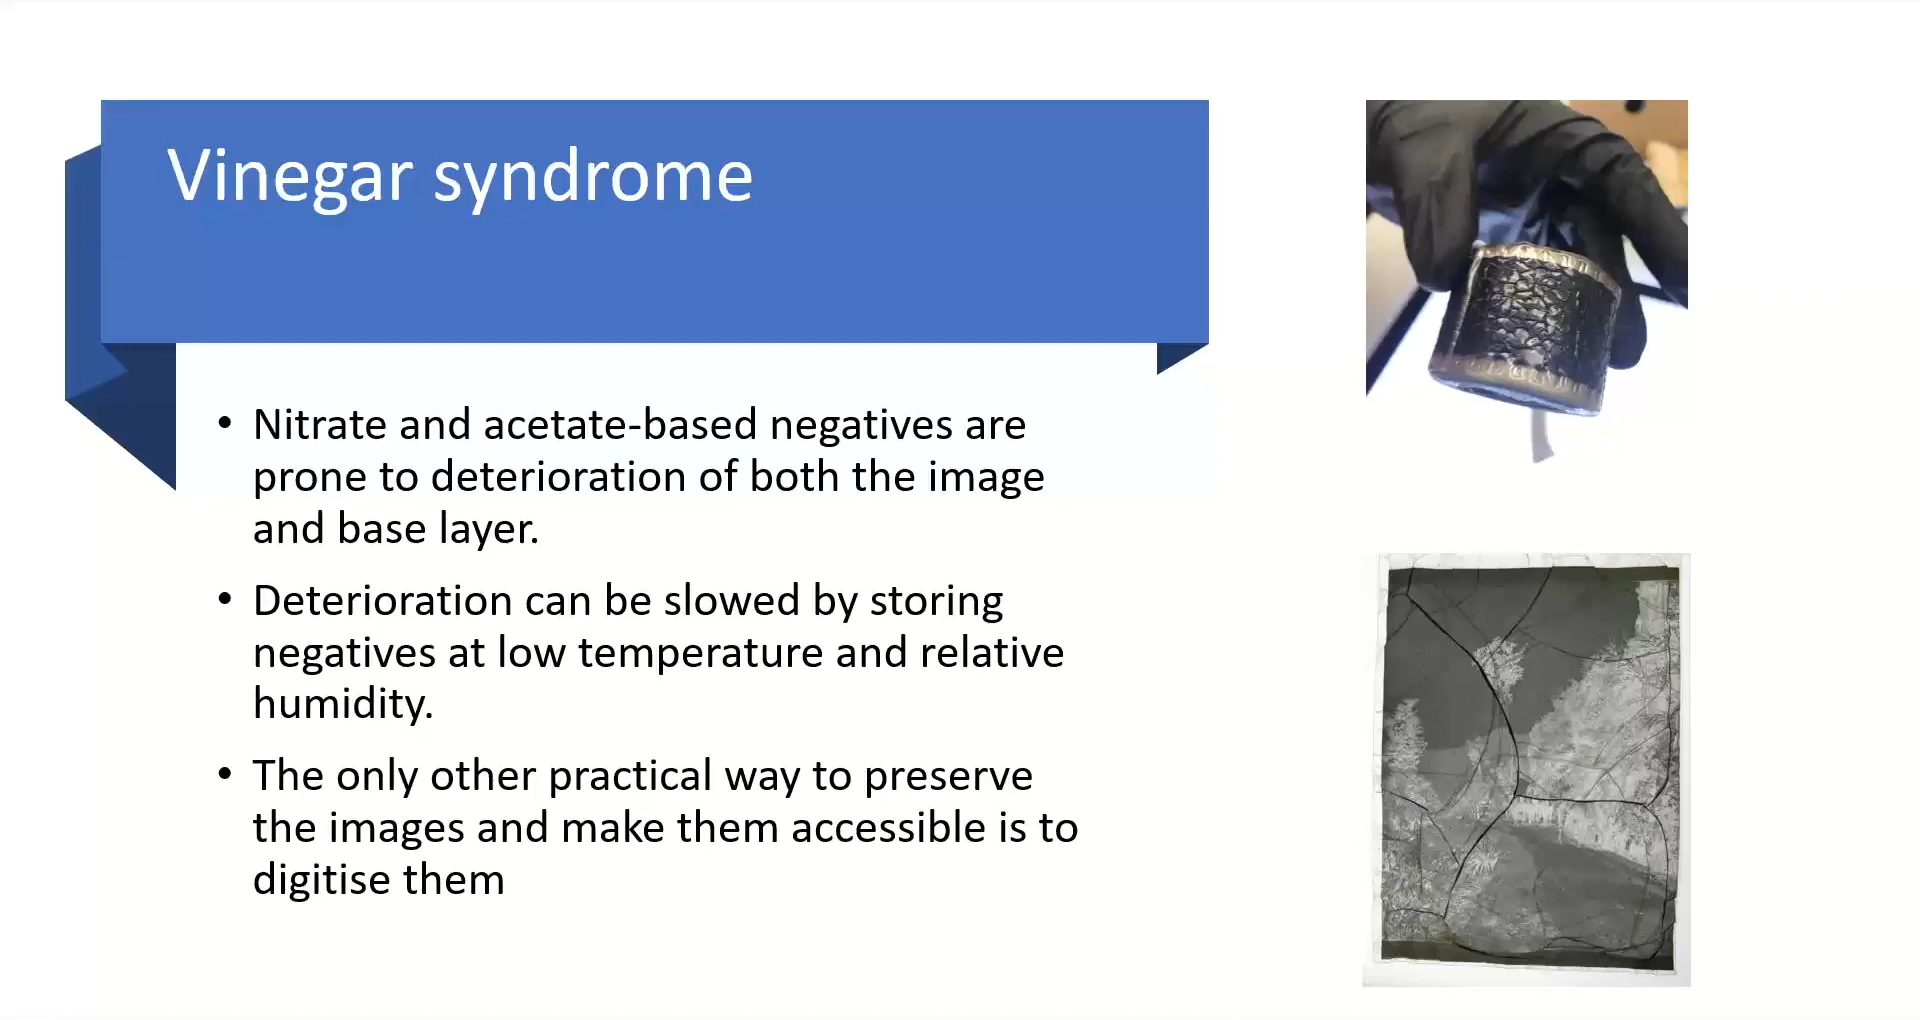 Vinegar syndrome
• Nitrate and acetate-based negatives are
prone to deterioration of both the image
and base layer.
• Deterioration can be slowed by storing
negatives at low temperature and relative
humidity.
• The only other practical way to preserve
the images and make them accessible is to
digitise them